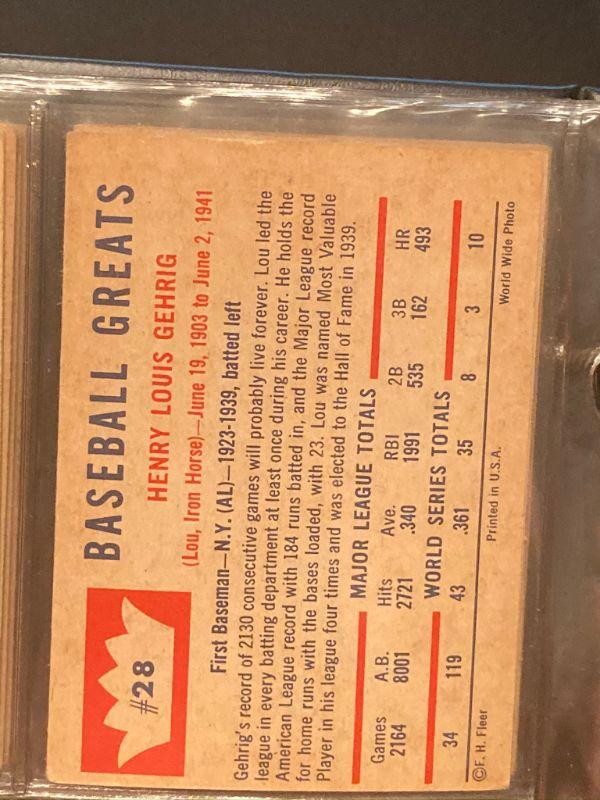 #28
BASEBALL GREATS
HENRY LOUIS GEHRIG
(Lou, Iron Horse)—June 19, 1903 to June 2, 1941
First Baseman—N.Y. (AL)—1923-1939, batted left
Gehrig's record of 2130 consecutive games will probably live forever. Lou led the
league in every batting department at least once during his career. He holds the
American League record with 184 runs batted in, and the Major League record
for home runs with the bases loaded, with 23. Lou was named Most Valuable
Player in his league four times and was elected to the Hall of Fame in 1939.
MAJOR LEAGUE TOTALS
Games A.B. Hits Ave. RBI 2B 3B HR
2164 8001 2721 .340 1991 535 162 493
WORLD SERIES TOTALS
34 119 43 .361 35 8 3 10
©F. H. Fleer Printed in U.S.A. World Wide Photo